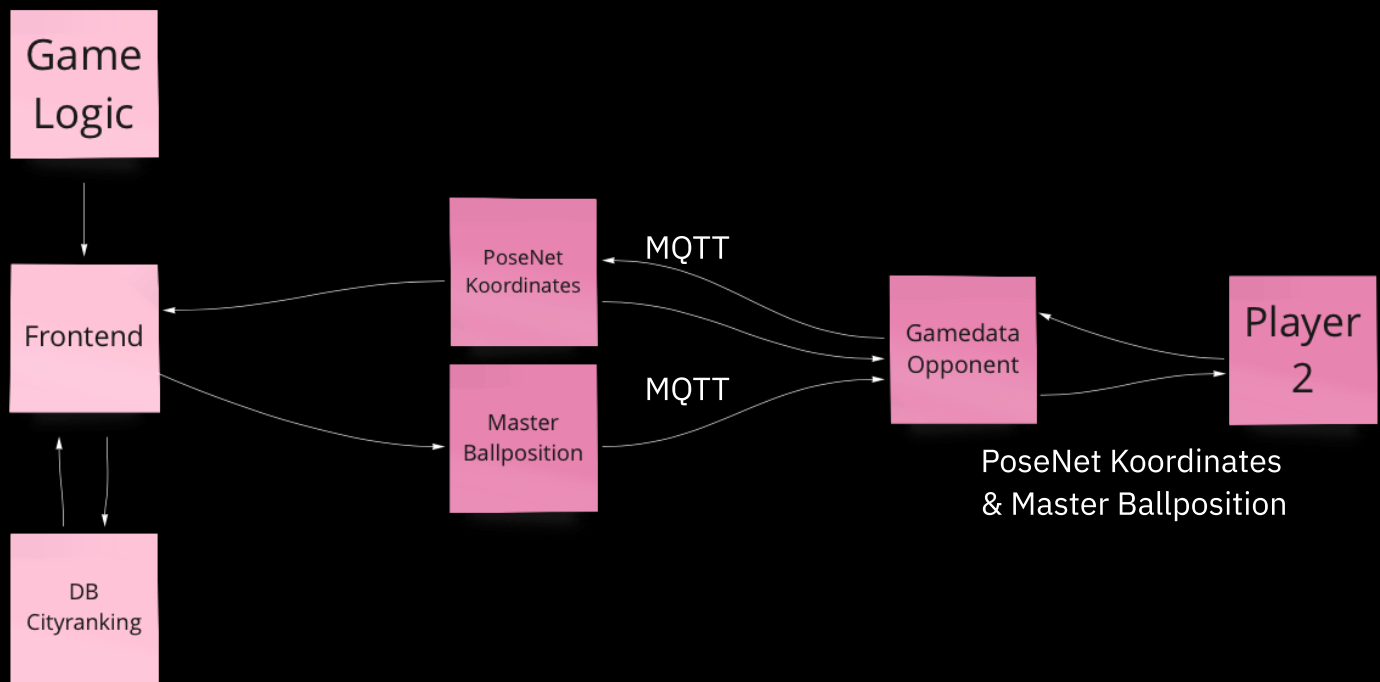 Game
Logic
Frontend
DB
Cityranking
PoseNet
Koordinates
Master
Ballposition
MQTT
MQTT
Gamedata
Opponent
Player
2
PoseNet Koordinates
& Master Ballposition